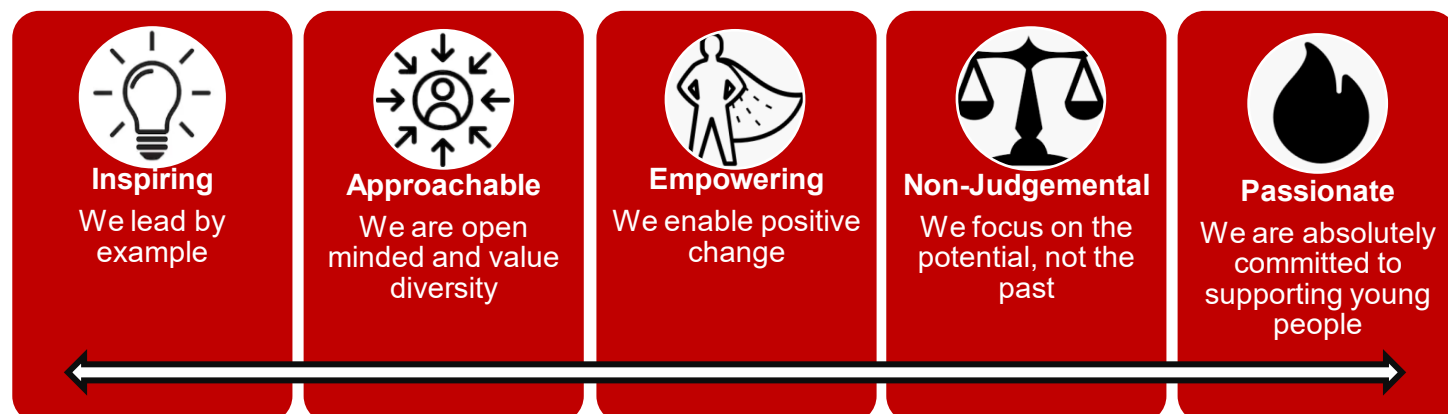 Inspiring
We lead by
example
Approachable
We are open
minded and value
diversity
Empowering
We enable positive
change
Non-Judgemental
We focus on the
potential, not the
past
Passionate
We are absolutely
committed to
supporting young
people